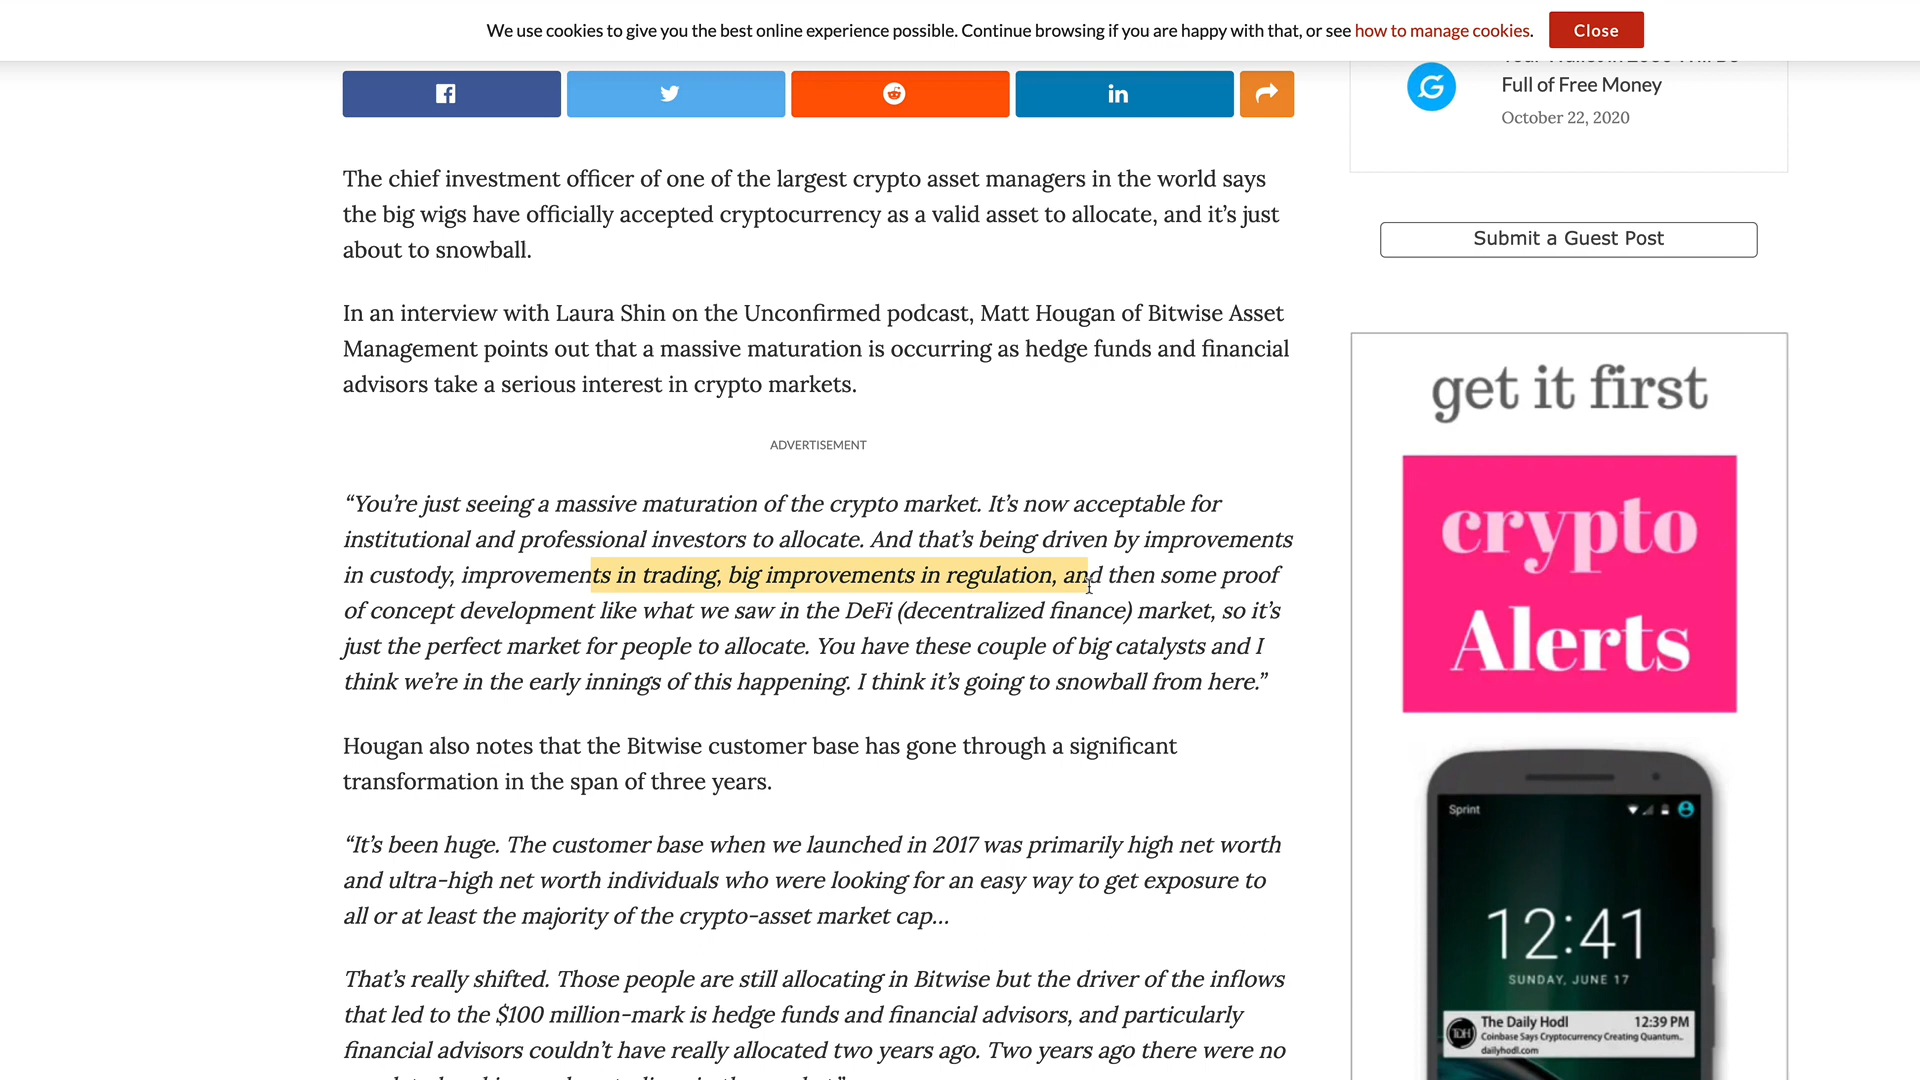 We use cookies to give you the best online experience possible. Continue browsing if you are happy with that, or see how to manage cookies.
Close
Full of Free Money
October 22, 2020
Submit a Guest Post
The chief investment officer of one of the largest crypto asset managers in the world says
the big wigs have officially accepted cryptocurrency as a valid asset to allocate, and it’s just
about to snowball.
In an interview with Laura Shin on the Unconfirmed podcast, Matt Hougan of Bitwise Asset
Management points out that a massive maturation is occurring as hedge funds and financial
advisors take a serious interest in crypto markets.
ADVERTISEMENT
“You’re just seeing a massive maturation of the crypto market. It’s now acceptable for
institutional and professional investors to allocate. And that’s being driven by improvements
in custody, improvements in trading, big improvements in regulation, and then some proof
of concept development like what we saw in the DeFi (decentralized finance) market, so it’s
just the perfect market for people to allocate. You have these couple of big catalysts and I
think we’re in the early innings of this happening. I think it’s going to snowball from here.”
Hougan also notes that the Bitwise customer base has gone through a significant
transformation in the span of three years.
“It’s been huge. The customer base when we launched in 2017 was primarily high net worth
and ultra-high net worth individuals who were looking for an easy way to get exposure to
all or at least the majority of the crypto-asset market cap…
That’s really shifted. Those people are still allocating in Bitwise but the driver of the inflows
that led to the $100 million-mark is hedge funds and financial advisors, and particularly
financial advisors couldn’t have really allocated two years ago. Two years ago there were no
get it first
crypto
Alerts
Sprint
12:41
SUNDAY, JUNE 17
TDH
The Daily Hodl 12:39 PM
Coinbase Says Cryptocurrency Creating Quantum..
dailyhodl.com